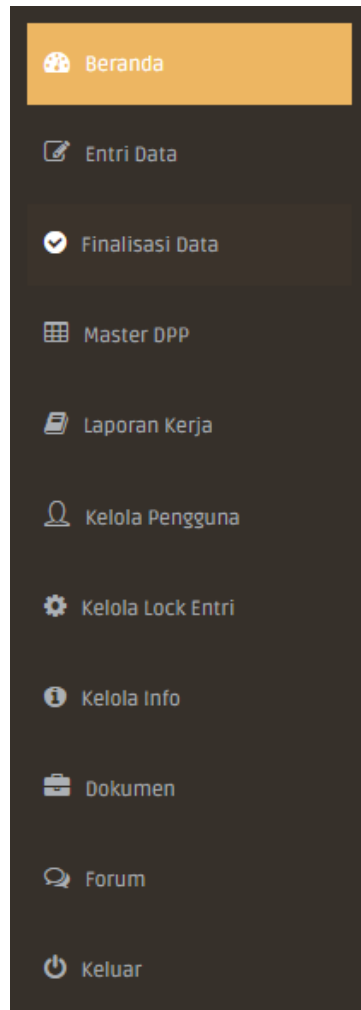 Beranda
Entri Data
Finalisasi Data
Master DPP
Laporan Kerja
Kelola Pengguna
Kelola Lock Entri
Kelola Info
Dokumen
Forum
Keluar